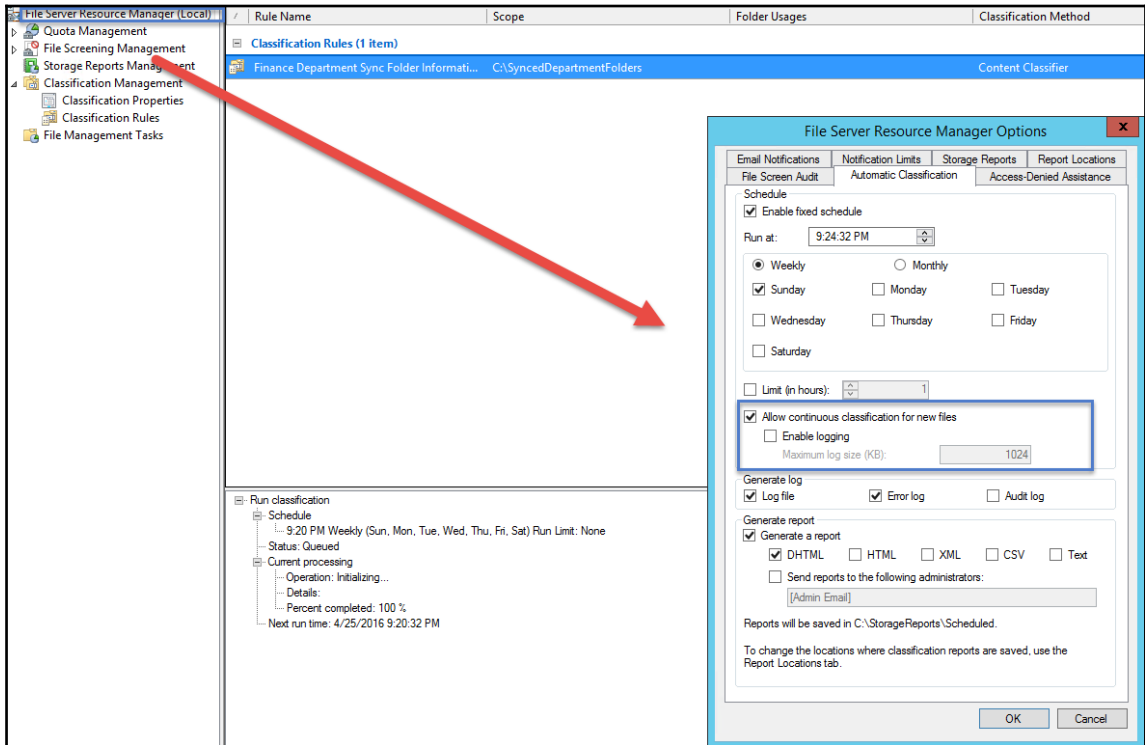 File Server Resource Manager (Local)
Quota Management
File Screening Management
Storage Reports Management
Classification Management
Classification Properties
Classification Rules
File Management Tasks
/ Rule Name Scope Folder Usages Classification Method
Classification Rules (1 item)
Finance Department Sync Folder Informati... C:\SyncedDepartmentFolders Content Classifier
Run classification
Schedule
9:20 PM Weekly (Sun, Mon, Tue, Wed, Thu, Fri, Sat) Run Limit: None
Status: Queued
Current processing
Operation: Initializing...
Details:
Percent completed: 100 %
Next run time: 4/25/2016 9:20:32 PM
File Server Resource Manager Options
x
Email Notifications Notification Limits Storage Reports Report Locations
File Screen Audit Automatic Classification Access-Denied Assistance
Schedule
Enable fixed schedule
Run at: 9:24:32 PM
Weekly Monthly
Sunday Monday Tuesday
Wednesday Thursday Friday
Saturday
Limit (in hours): 1
Allow continuous classification for new files
Enable logging
Maximum log size (KB): 1024
Generate log
Log file Error log Audit log
Generate report
Generate a report
DHTML HTML XML CSV Text
Send reports to the following administrators:
[Admin Email]
Reports will be saved in C:\StorageReports\Scheduled.
To change the locations where classification reports are saved, use the
Report Locations tab.
OK Cancel